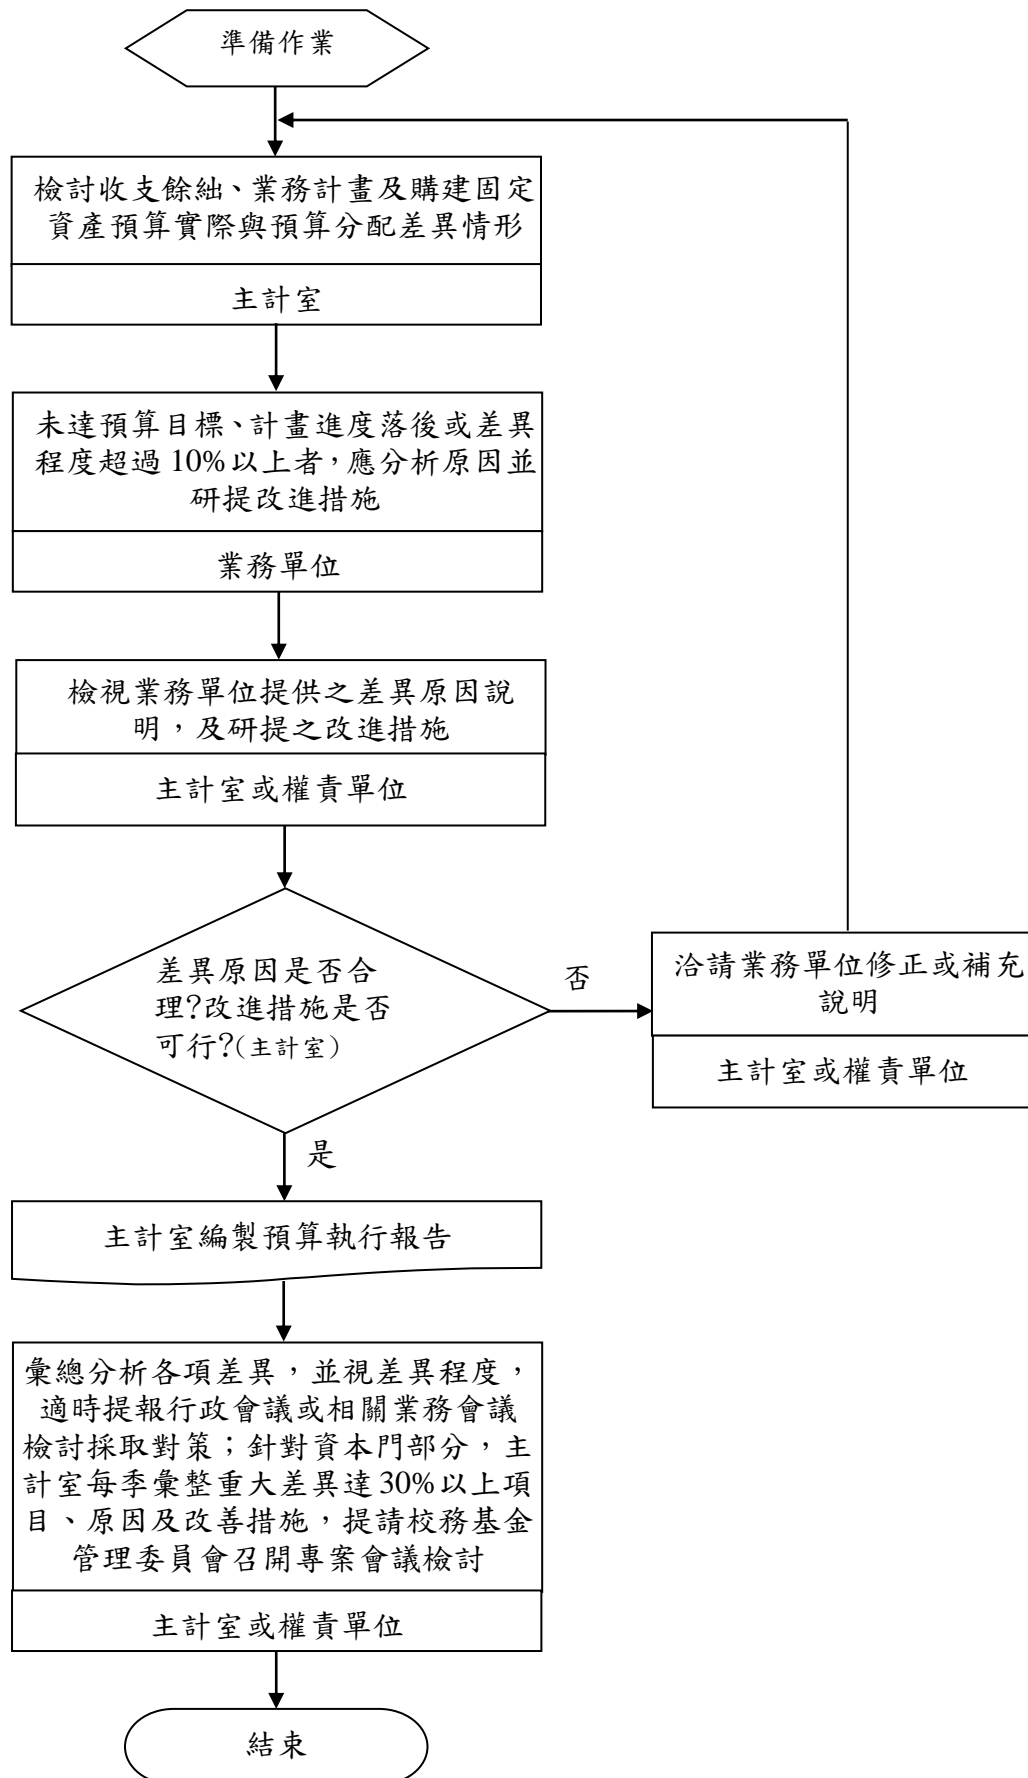 準備作業
檢討收支餘絀、業務計畫及購建固定
資產預算實際與預算分配差異情形
主計室
未達預算目標、計畫進度落後或差異
程度超過10%以上者,應分析原因並
研提改進措施
業務單位
檢視業務單位提供之差異原因說
明,及研提之改進措施
主計室或權責單位
差異原因是否合
理?改進措施是否
可行?(主計室)
否
洽請業務單位修正或補充
說明
主計室或權責單位
是
主計室編製預算執行報告
彙總分析各項差異,並視差異程度,
適時提報行政會議或相關業務會議
檢討採取對策;針對資本門部分,主
計室每季彙整重大差異達30%以上項
目、原因及改善措施,提請校務基金
管理委員會召開專案會議檢討
主計室或權責單位
結束